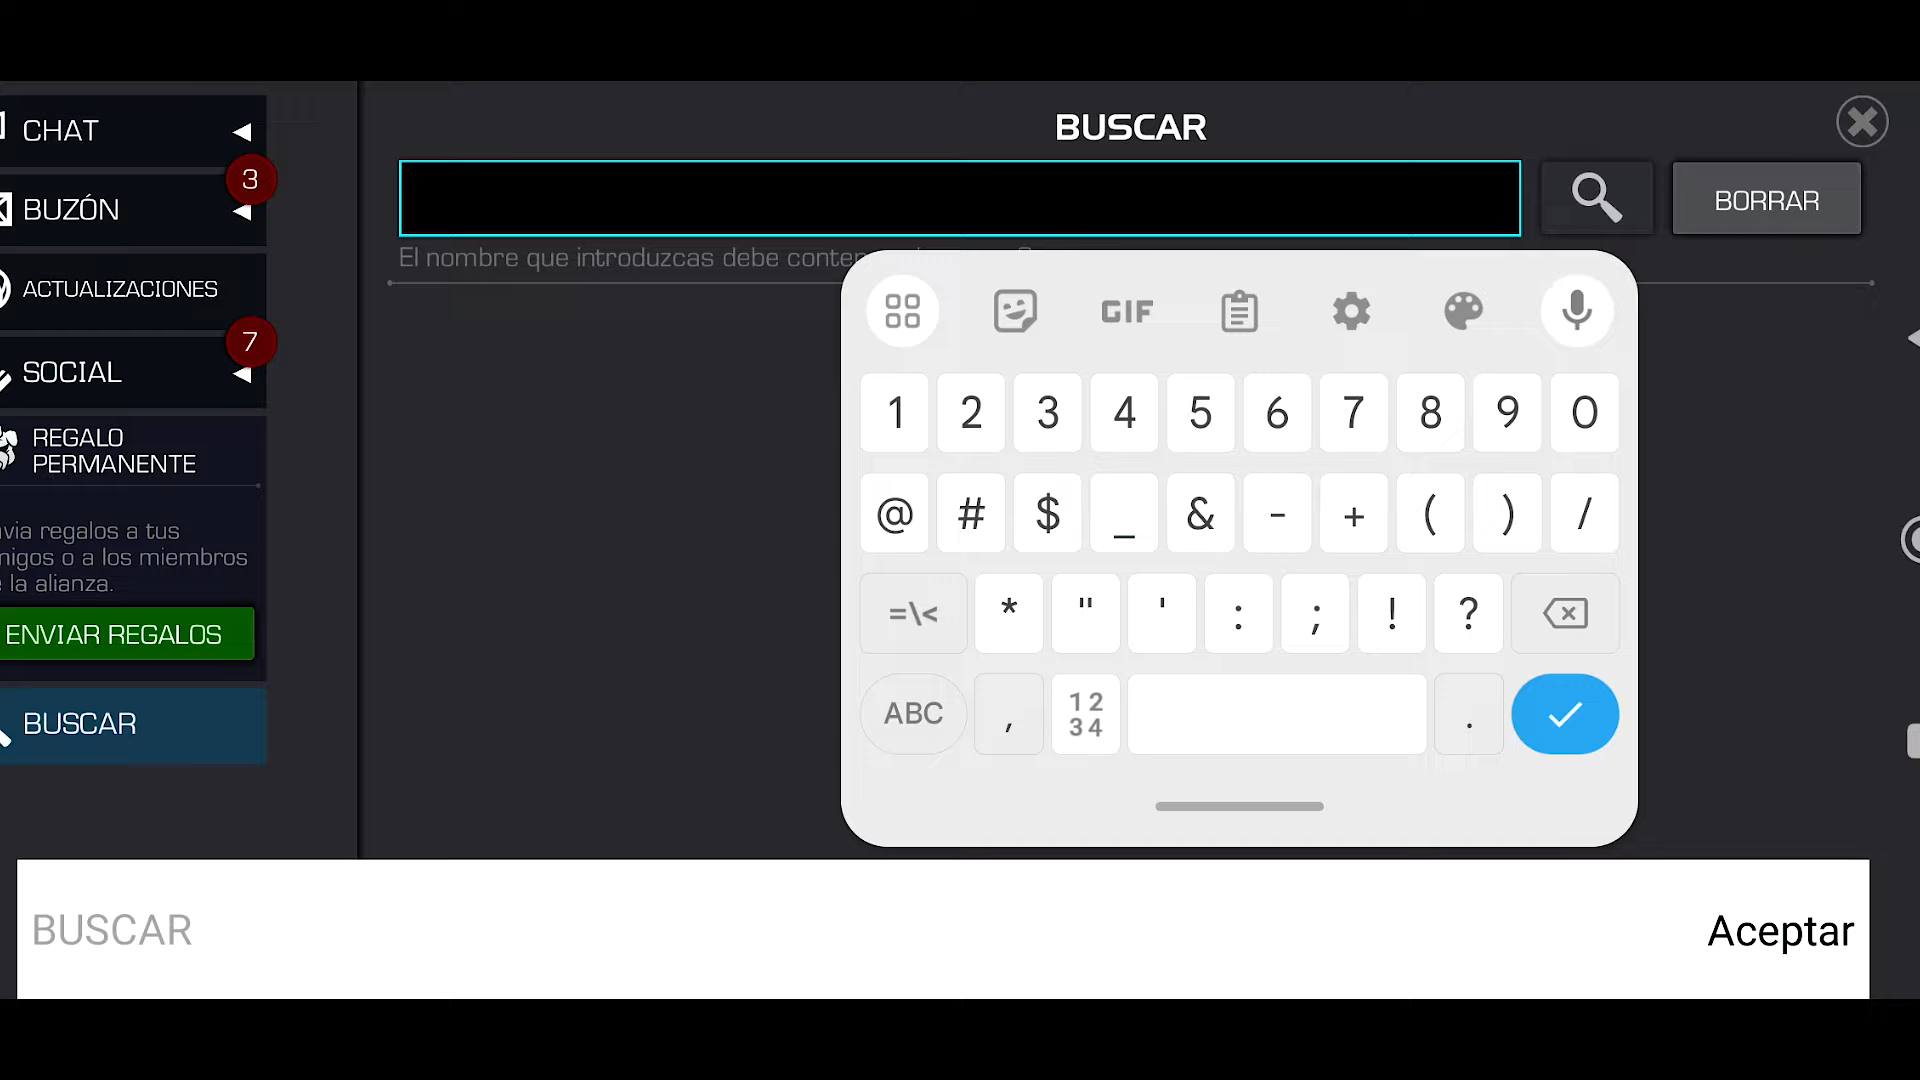 CHAT
3
BUZÓN
ACTUALIZACIONES
7
SOCIAL
REGALO
PERMANENTE
via regalos a tus
migos o a los miembros
la alianza.
ENVIAR REGALOS
BUSCAR
BUSCAR
BORRAR
El nombre que introduzcas debe
GIF
1 2 3 4 5 6 7 8 9 0
@ # $ _ & - + ( ) /
=\< * " ' : ; ! ?
ABC , 12 34 .
BUSCAR
Aceptar